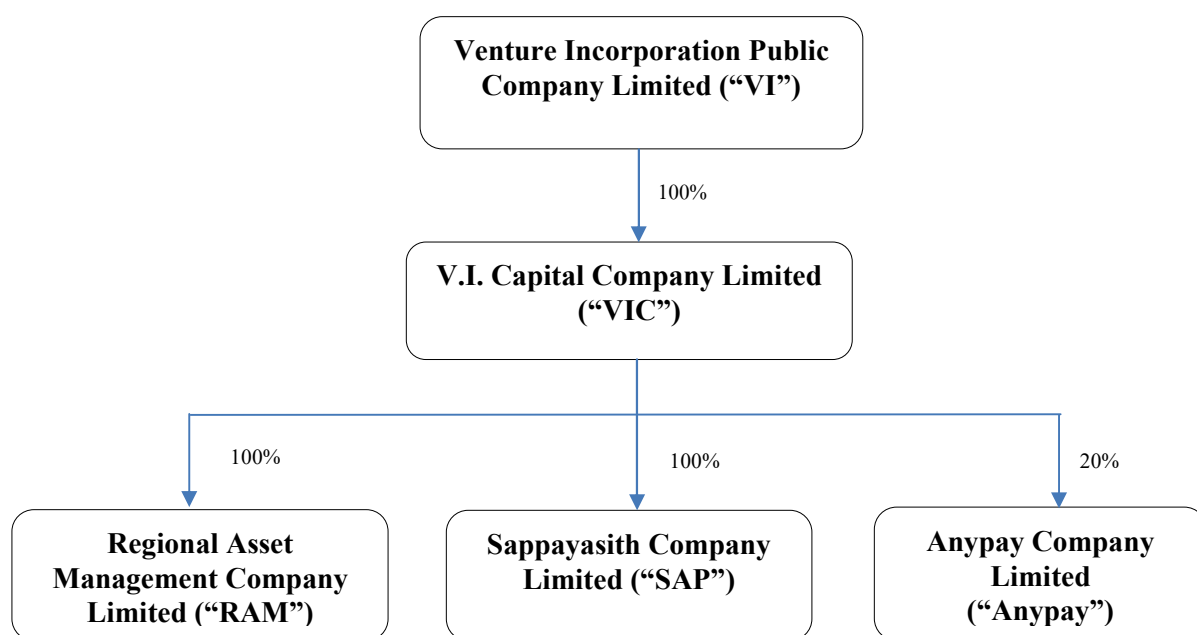 Venture Incorporation Public
Company Limited (“VI”)
100%
V.I. Capital Company Limited
(“VIC”)
100%
100%
20%
Regional Asset
Management Company
Limited (“RAM”)
Sappayasith Company
Limited (“SAP”)
Anypay Company
Limited
(“Anypay”)